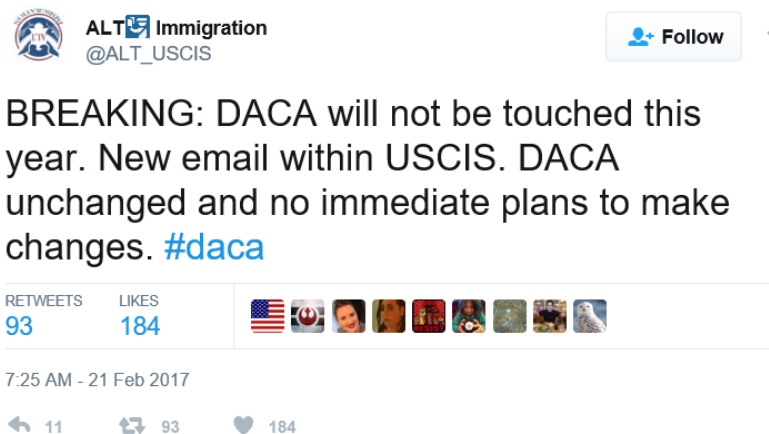 ALT Immigration
@ALT_USCIS
Follow
BREAKING: DACA will not be touched this
year. New email within USCIS. DACA
unchanged and no immediate plans to make
changes. #daca
RETWEETS LIKES
93 184
7:25 AM - 21 Feb 2017
11 93 184